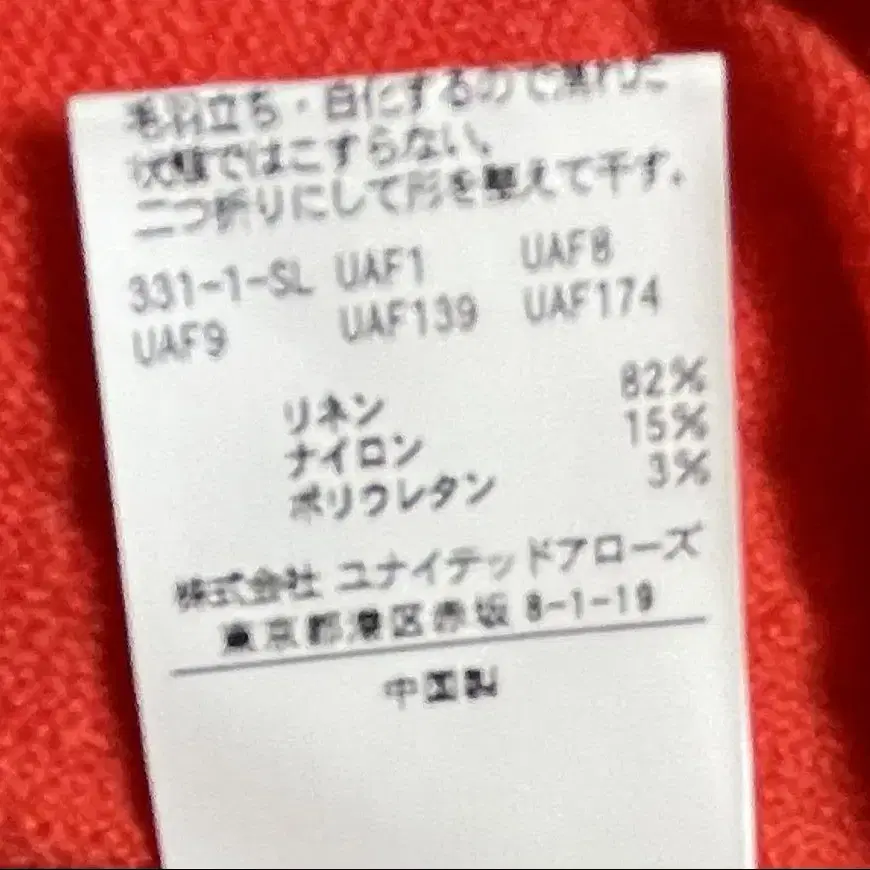 毛羽立ち・白化するので濡れた
状態ではこすらない。
二つ折りにして形を整えて干す。
331-1-SL UAF1 UAF8
UAF9 UAF139 UAF174
リネン 82%
ナイロン 15%
ポリウレタン 3%
株式会社 ユナイテッドアローズ
東京都港区赤坂 8-1-19
中国製